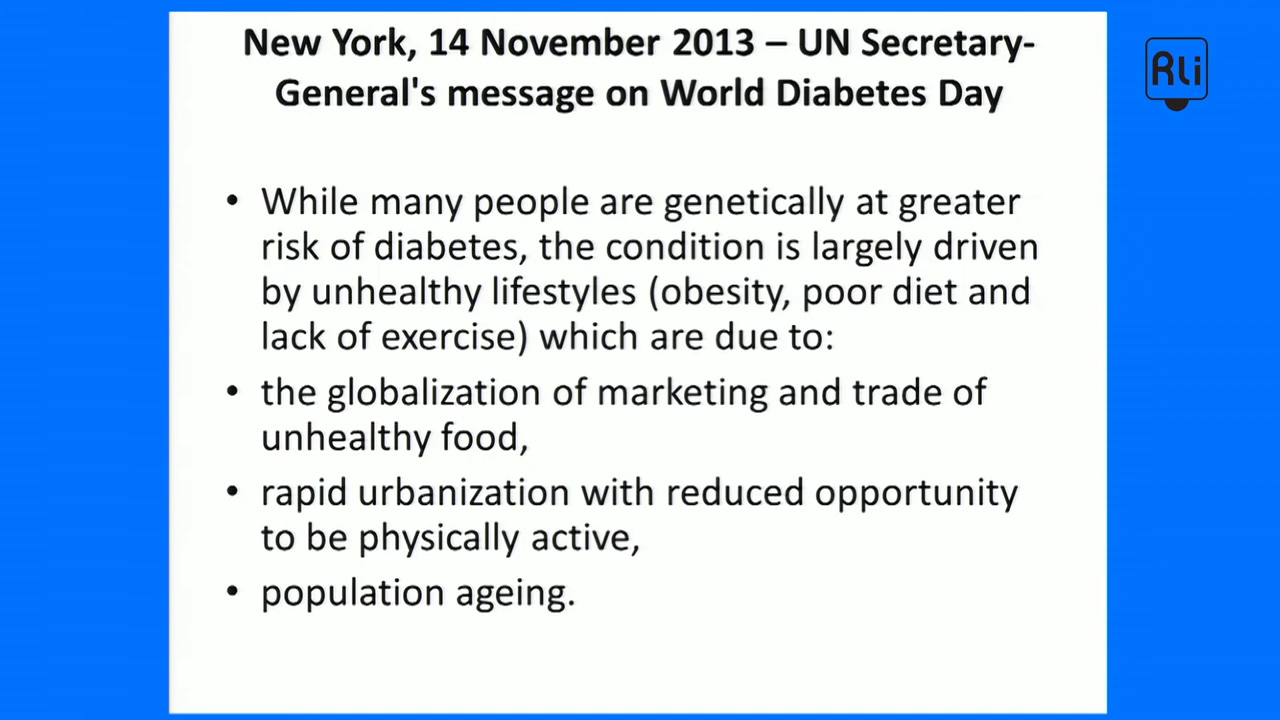 New York, 14 November 2013 – UN Secretary-
General's message on World Diabetes Day
RLi
• While many people are genetically at greater
risk of diabetes, the condition is largely driven
by unhealthy lifestyles (obesity, poor diet and
lack of exercise) which are due to:
• the globalization of marketing and trade of
unhealthy food,
• rapid urbanization with reduced opportunity
to be physically active,
• population ageing.